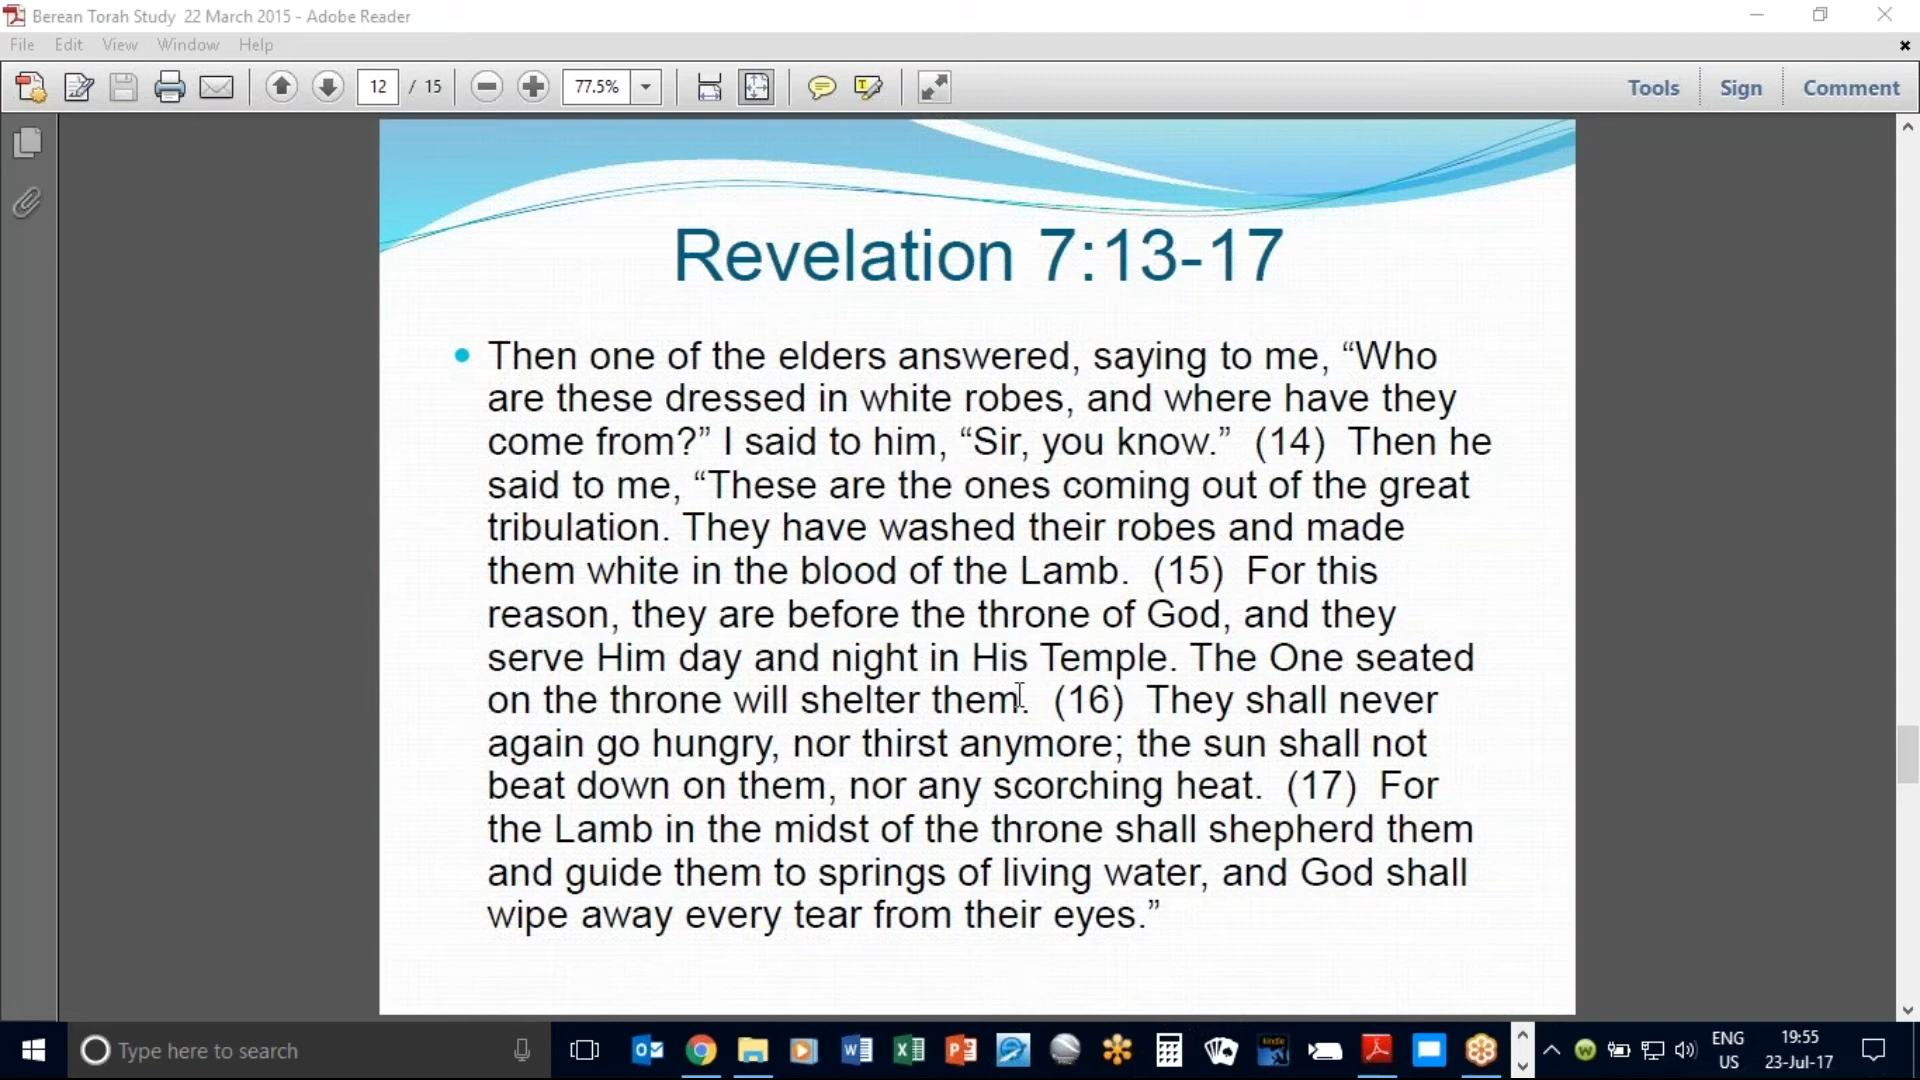 Berean Torah Study  22 March 2015 - Adobe Reader
File Edit View Window Help
12 / 15 77.5% Tools Sign Comment
Revelation 7:13-17
• Then one of the elders answered, saying to me, “Who
are these dressed in white robes, and where have they
come from?” I said to him, “Sir, you know.”  (14)  Then he
said to me, “These are the ones coming out of the great
tribulation. They have washed their robes and made
them white in the blood of the Lamb.  (15)  For this
reason, they are before the throne of God, and they
serve Him day and night in His Temple. The One seated
on the throne will shelter them.  (16)  They shall never
again go hungry, nor thirst anymore; the sun shall not
beat down on them, nor any scorching heat.  (17)  For
the Lamb in the midst of the throne shall shepherd them
and guide them to springs of living water, and God shall
wipe away every tear from their eyes.”
Type here to search
ENG 19:55
US 23-Jul-17